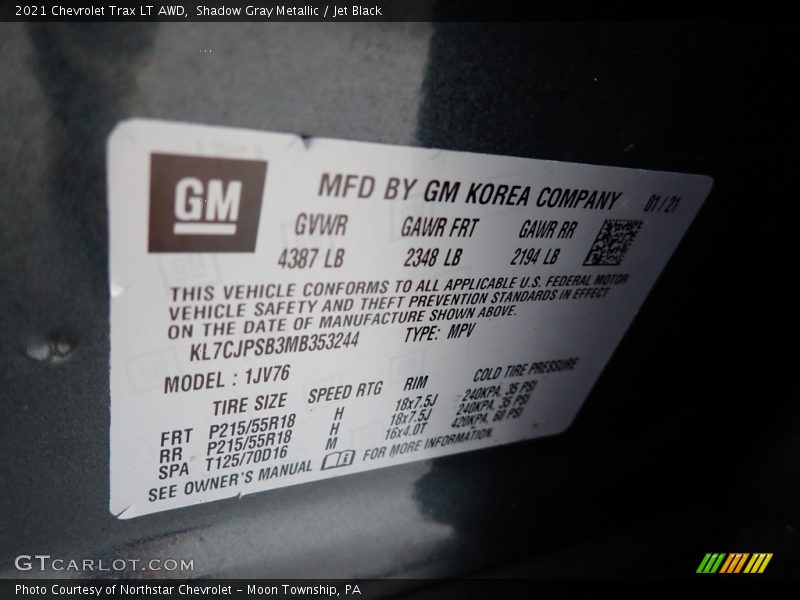 2021 Chevrolet Trax LT AWD, Shadow Gray Metallic / Jet Black
GM
MFD BY GM KOREA COMPANY 01/21
GVWR GAWR FRT GAWR RR
4387 LB 2348 LB 2194 LB
THIS VEHICLE CONFORMS TO ALL APPLICABLE U.S. FEDERAL MOTOR
VEHICLE SAFETY AND THEFT PREVENTION STANDARDS IN EFFECT
ON THE DATE OF MANUFACTURE SHOWN ABOVE.
KL7CJPSB3MB353244 TYPE: MPV
MODEL : 1JV76
TIRE SIZE SPEED RTG RIM COLD TIRE PRESSURE
FRT P215/55R18 H 18x7.5J 240KPA, 35 PSI
RR P215/55R18 H 18x7.5J 240KPA, 35 PSI
SPA T125/70D16 M 16x4.0T 420KPA, 60 PSI
SEE OWNER'S MANUAL FOR MORE INFORMATION.
GTCARLOT.COM
Photo Courtesy of Northstar Chevrolet – Moon Township, PA